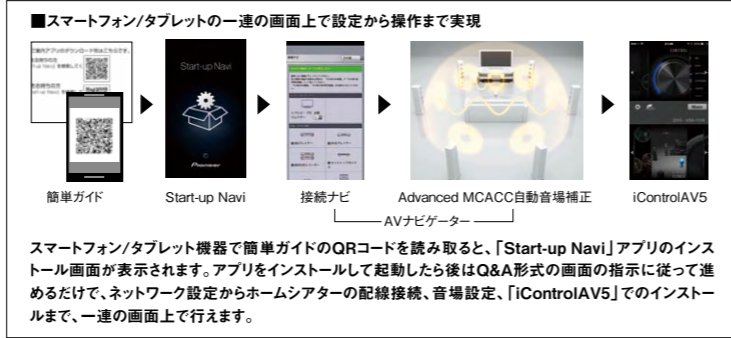 ■スマートフォン/タブレットの一連の画面上で設定から操作まで実現
Start-up Navi
Pioneer
簡単ガイド
Start-up Navi
接続ナビ
Advanced MCACC自動音場補正
iControlAV5
AVナビゲーター
スマートフォン/タブレット機器で簡単ガイドのQRコードを読み取ると、「Start-up Navi」アプリのインス
トール画面が表示されます。アプリをインストールして起動したら後はQ&A形式の画面の指示に従って進
めるだけで、ネットワーク設定からホームシアターの配線接続、音場設定、「iControlAV5」でのインストー
ルまで、一連の画面上で行えます。